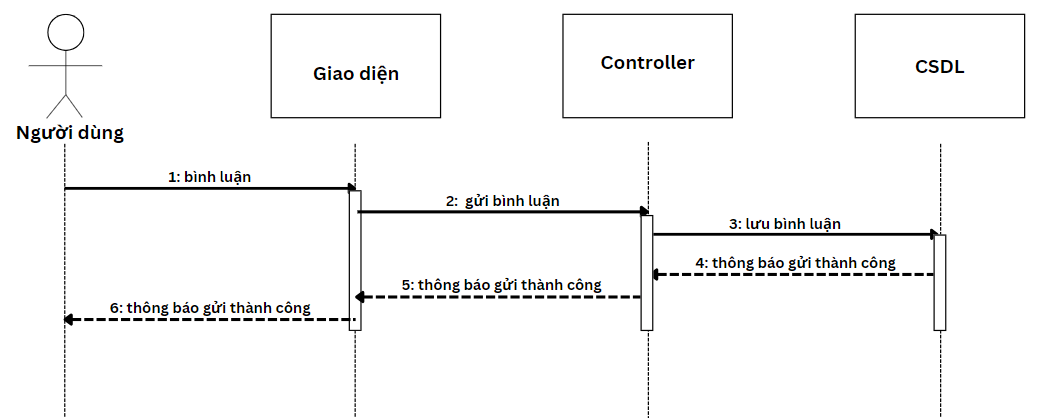 Giao diện
Controller
CSDL
Người dùng
1: bình luận
2: gửi bình luận
3: lưu bình luận
4: thông báo gửi thành công
5: thông báo gửi thành công
6: thông báo gửi thành công